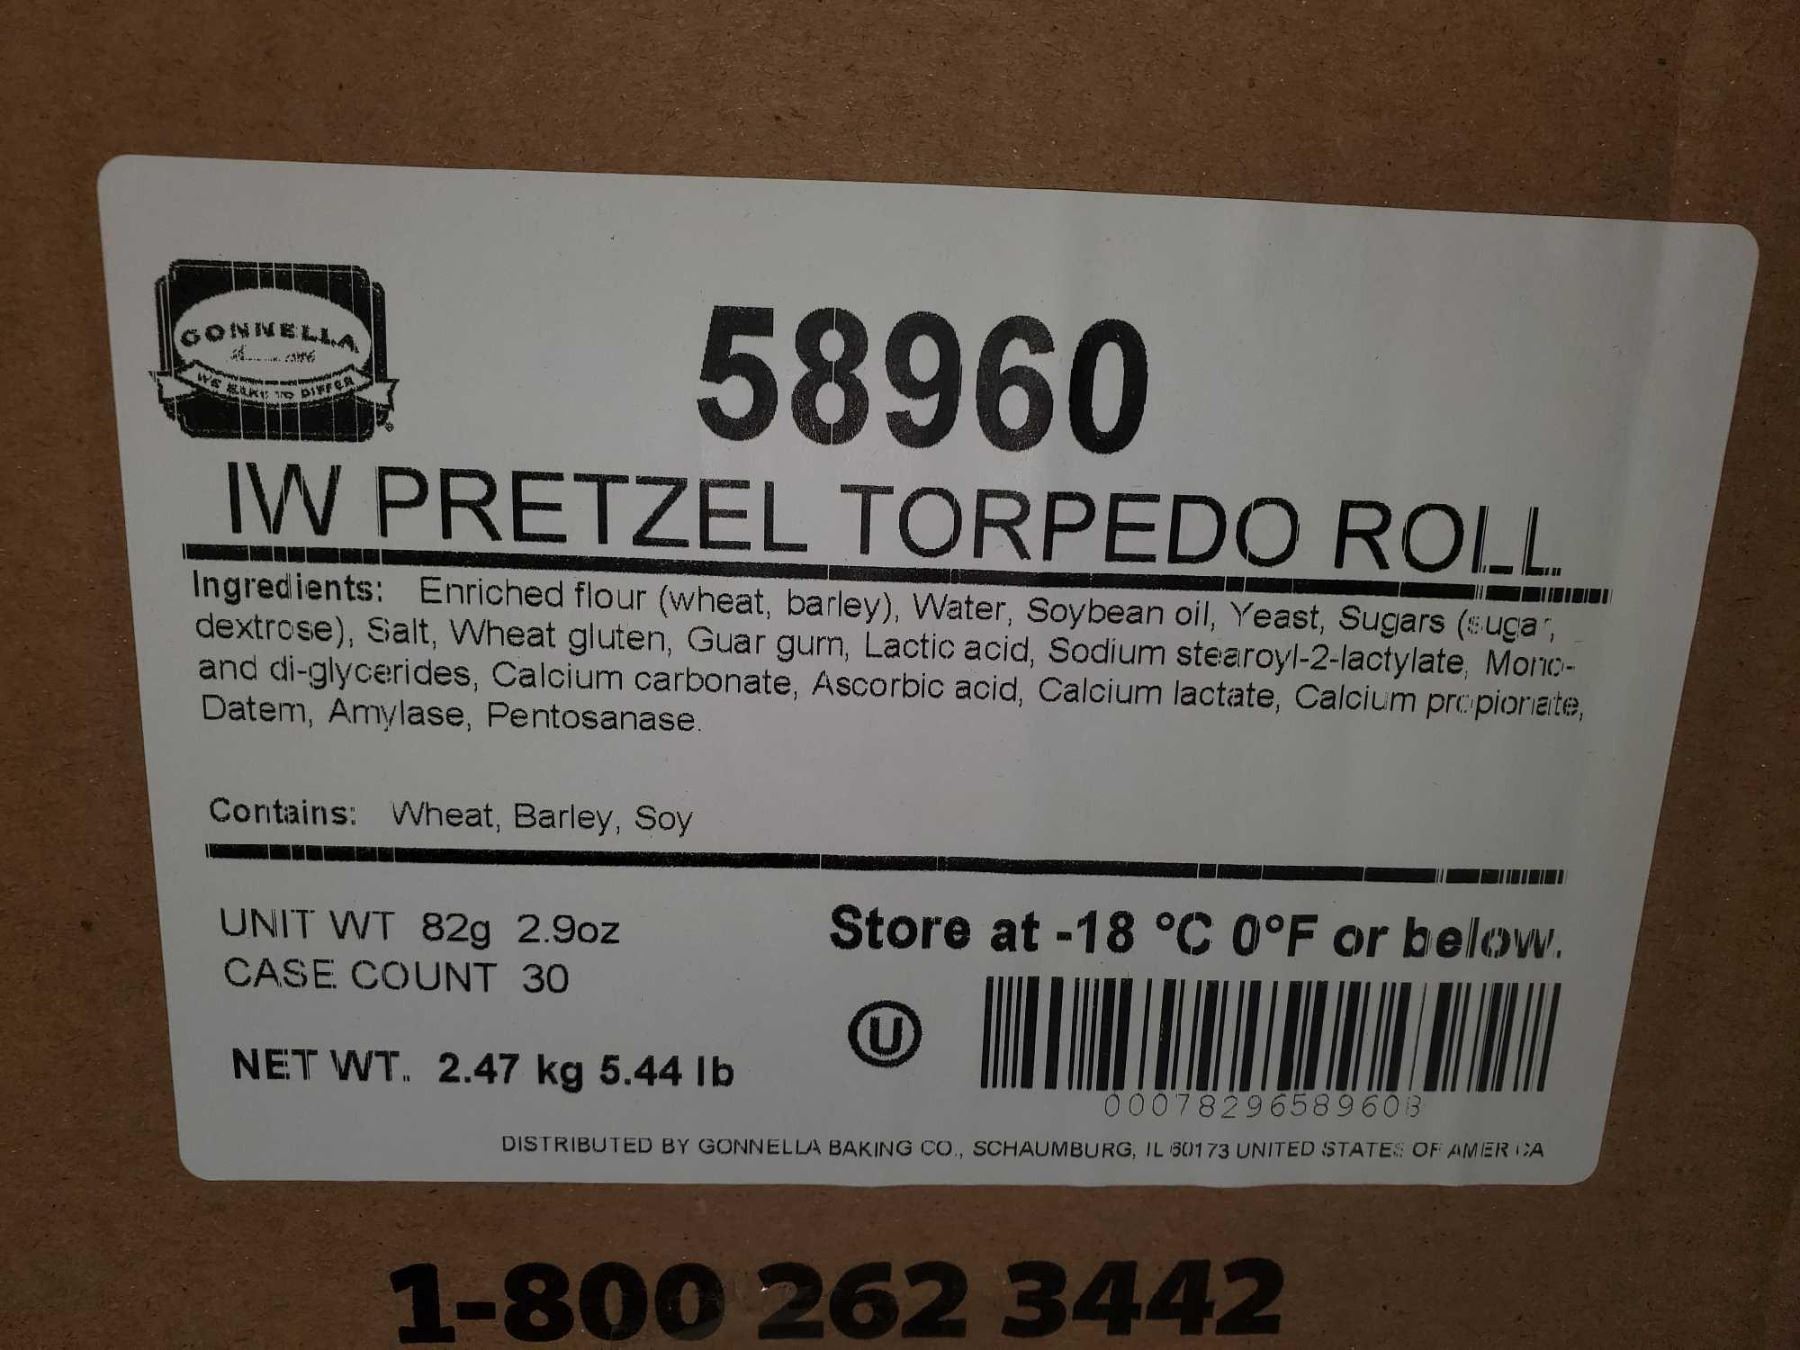 GONNELLA
WE BAKE TO DIFFER
58960
IW PRETZEL TORPEDO ROLL
Ingredients: Enriched flour (wheat, barley), Water, Soybean oil, Yeast, Sugars (sugar,
dextrose), Salt, Wheat gluten, Guar gum, Lactic acid, Sodium stearoyl-2-lactylate, Mono-
and di-glycerides, Calcium carbonate, Ascorbic acid, Calcium lactate, Calcium propionate,
Datem, Amylase, Pentosanase.
Contains: Wheat, Barley, Soy
UNIT WT 82g 2.9oz
CASE COUNT 30
NET WT. 2.47 kg 5.44 lb
Store at -18 °C 0°F or below.
U
00078296589608
DISTRIBUTED BY GONNELLA BAKING CO., SCHAUMBURG, IL 60173 UNITED STATES OF AMERICA
1-800 262 3442